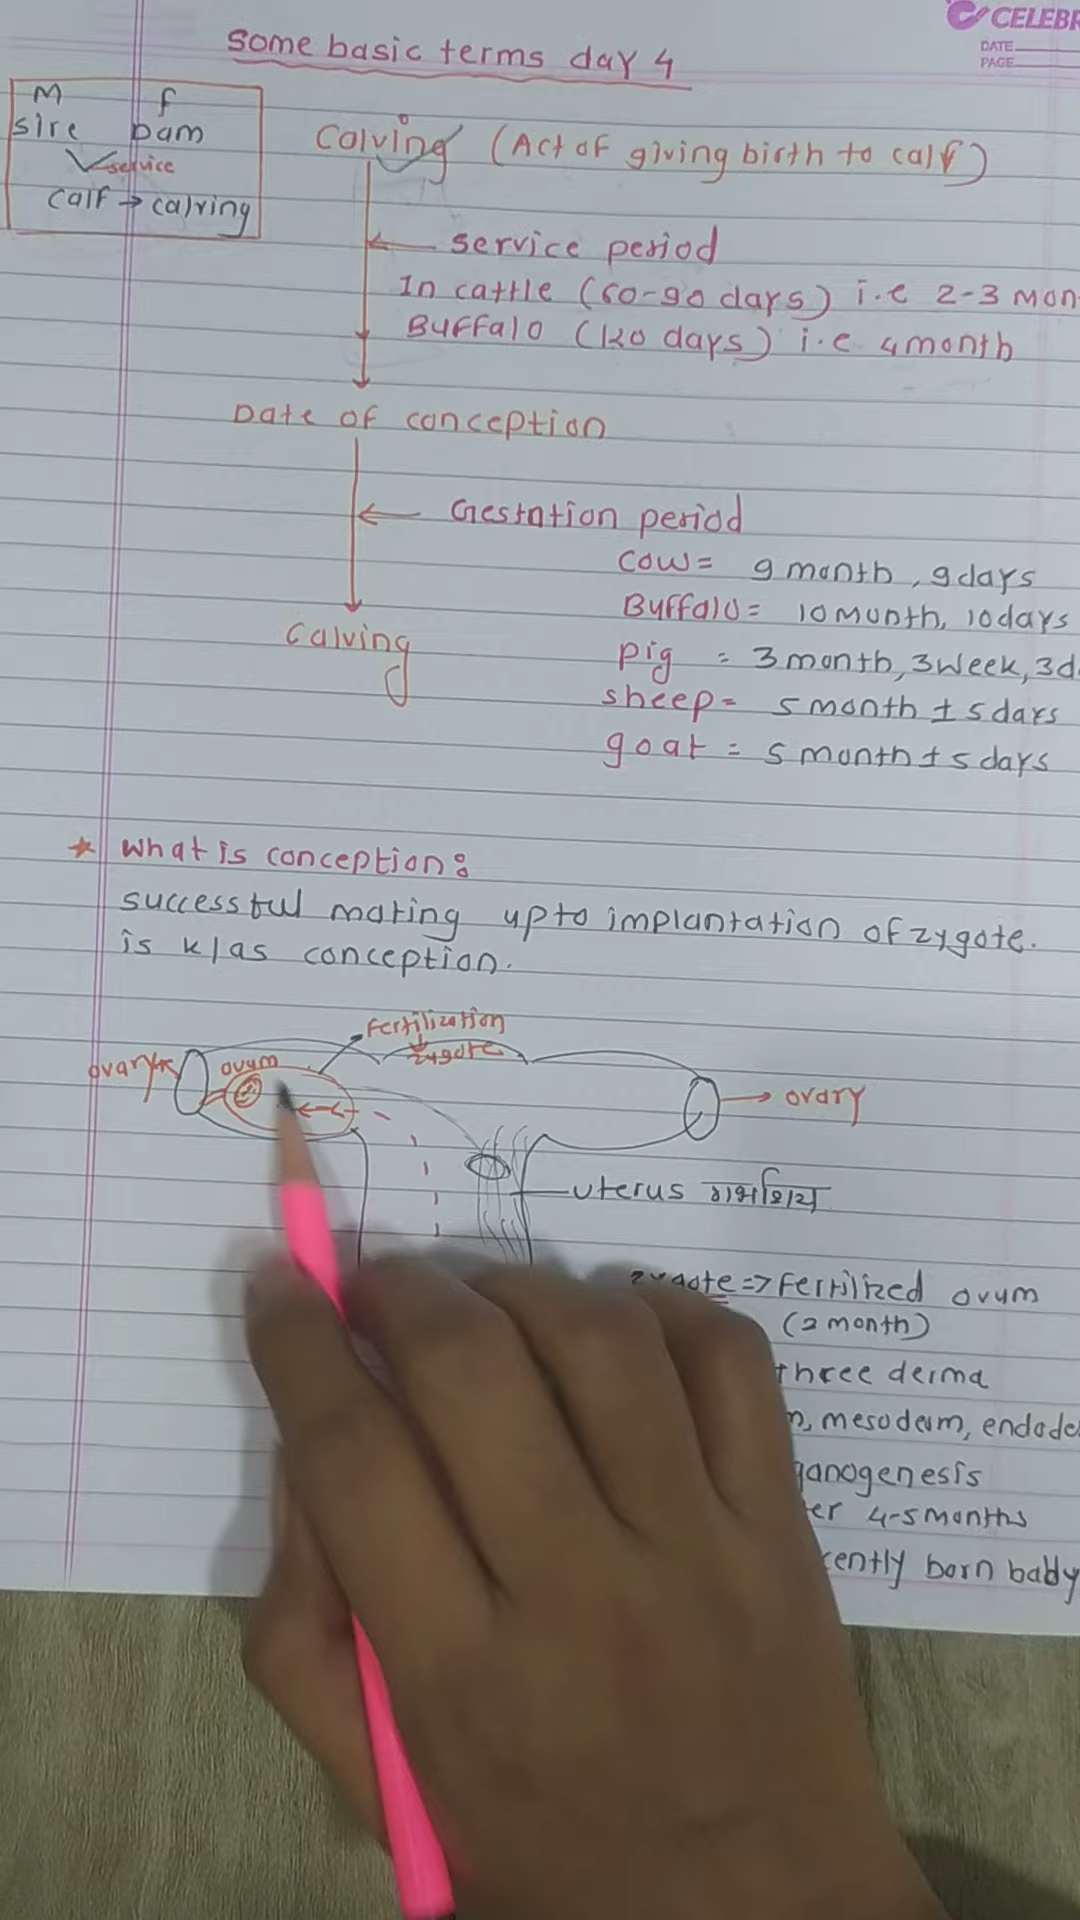 CELEBR
DATE
PAGE
Some basic terms day 4
M f
Sire Dam
service
Calf → calving
Calving (Act of giving birth to calf)
← service period
In cattle (60-90 days) i.e 2-3 mon
Buffalo (120 days) i.e 4 month
Date of conception
← Gestation period
Cow = 9 month, 9 days
Buffalo = 10 month, 10 days
Calving
pig = 3 month, 3 week, 3 d
sheep = 5 month ± 5 days
goat = 5 month ± 5 days
* what is conception:
successful mating upto implantation of zygote.
is k/as conception.
Fertilization
zygote
ovary
ovum
→ ovary
uterus
zygote => Fertilized ovum
(2 month)
three derma
m, mesoderm, endode
ganogenesis
er 4-5 months
cently born baby